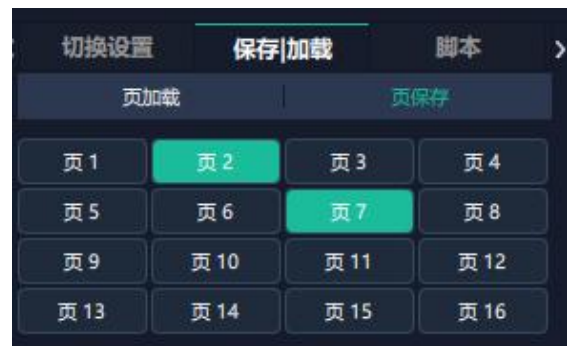 切换设置 保存|加载 脚本
页加载 页保存
页 1 页 2 页 3 页 4
页 5 页 6 页 7 页 8
页 9 页 10 页 11 页 12
页 13 页 14 页 15 页 16